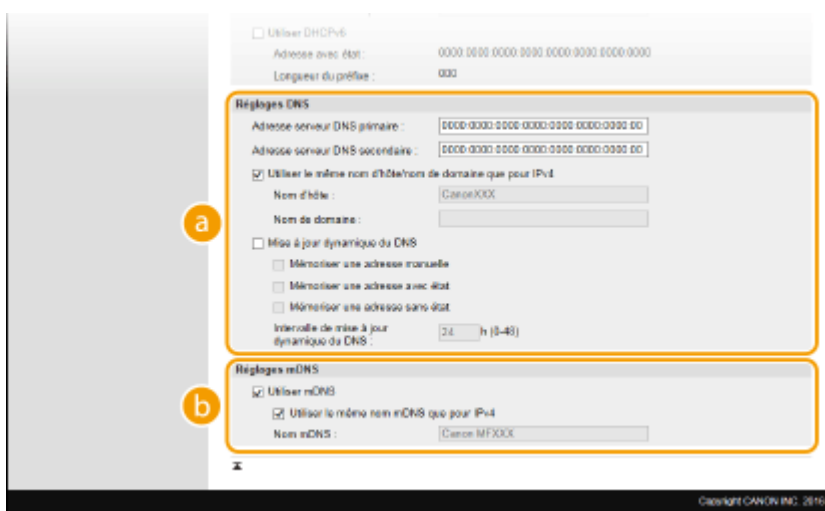 Utiliser DHCPv6
Adresse avec état :
0000:0000:0000:0000:0000:0000:0000:0000
Longueur du préfixe :
000
Réglages DNS
Adresse serveur DNS primaire :
0000:0000:0000:0000:0000:0000:0000:00
Adresse serveur DNS secondaire :
0000:0000:0000:0000:0000:0000:0000:00
Utiliser le même nom d'hôte/nom de domaine que pour IPv4
Nom d'hôte :
CanonXXX
Nom de domaine :
a
Mise à jour dynamique du DNS
Mémoriser une adresse manuelle
Mémoriser une adresse avec état
Mémoriser une adresse sans état
Intervalle de mise à jour
dynamique du DNS :
24 h (0-48)
Réglages mDNS
Utiliser mDNS
b
Utiliser le même nom mDNS que pour IPv4
Nom mDNS :
Canon MFXXX
Copyright CANON INC. 2016